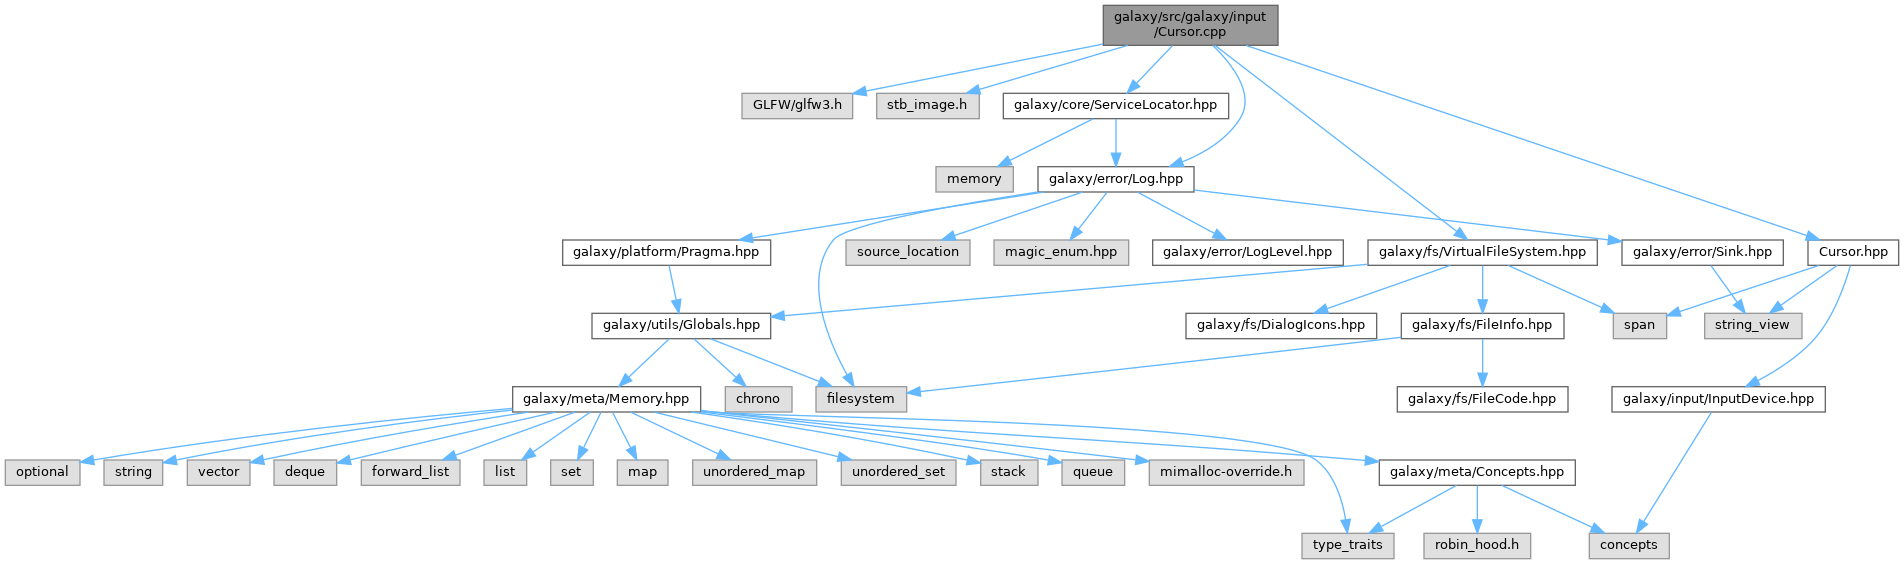 galaxy/src/galaxy/input
/Cursor.cpp
GLFW/glfw3.h
stb_image.h
galaxy/core/ServiceLocator.hpp
memory
galaxy/error/Log.hpp
galaxy/platform/Pragma.hpp
source_location
magic_enum.hpp
galaxy/error/LogLevel.hpp
galaxy/fs/VirtualFileSystem.hpp
galaxy/error/Sink.hpp
Cursor.hpp
galaxy/utils/Globals.hpp
galaxy/fs/DialogIcons.hpp
galaxy/fs/FileInfo.hpp
span
string_view
galaxy/meta/Memory.hpp
chrono
filesystem
galaxy/fs/FileCode.hpp
galaxy/input/InputDevice.hpp
optional
string
vector
deque
forward_list
list
set
map
unordered_map
unordered_set
stack
queue
mimalloc-override.h
galaxy/meta/Concepts.hpp
type_traits
robin_hood.h
concepts